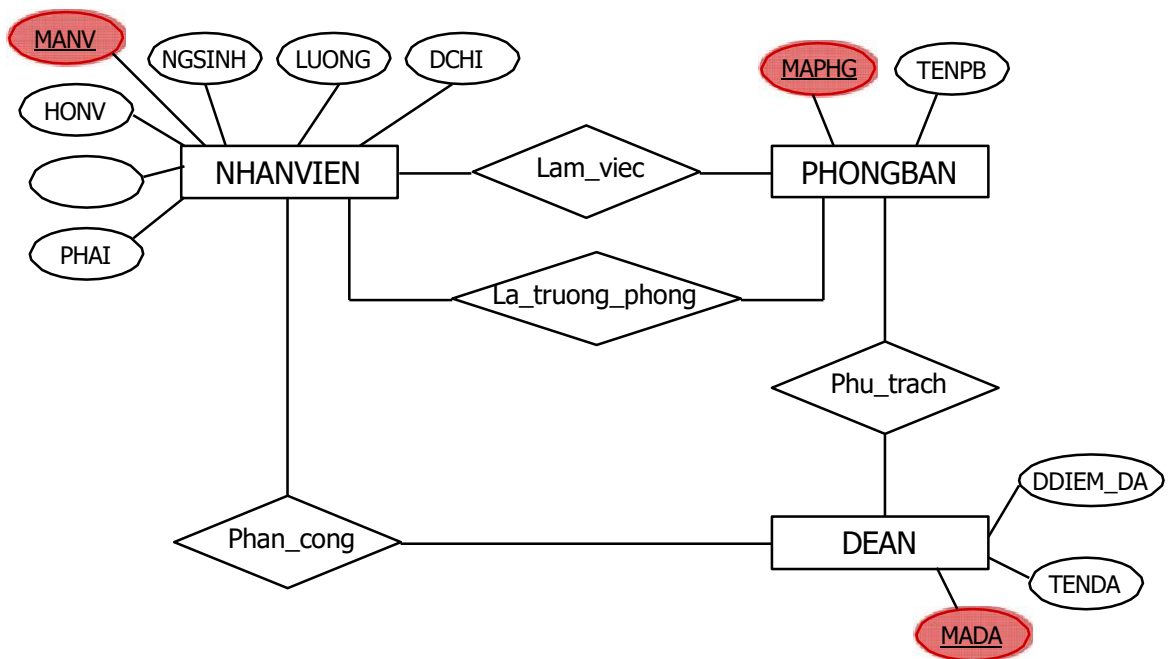 MANV
NGSINH
LUONG
DCHI
MAPHG
TENPB
HONV
NHANVIEN
Lam_viec
PHONGBAN
PHAI
La_truong_phong
Phu_trach
DDIEM_DA
Phan_cong
DEAN
TENDA
MADA